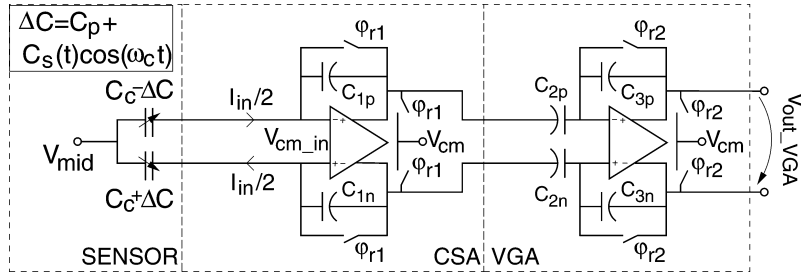 ΔC=Cp+
Cs(t)cos(ωct)
Cc-ΔC
Vmid
Cc+ΔC
SENSOR
Iin/2
Vcm_in
Iin/2
φr1
C1p
- +
+ -
C1n
φr1
φr1
Vcm
φr1
CSA
VGA
C2p
C2n
φr2
C3p
- +
+ -
C3n
φr2
φr2
Vcm
φr2
Vout_VGA